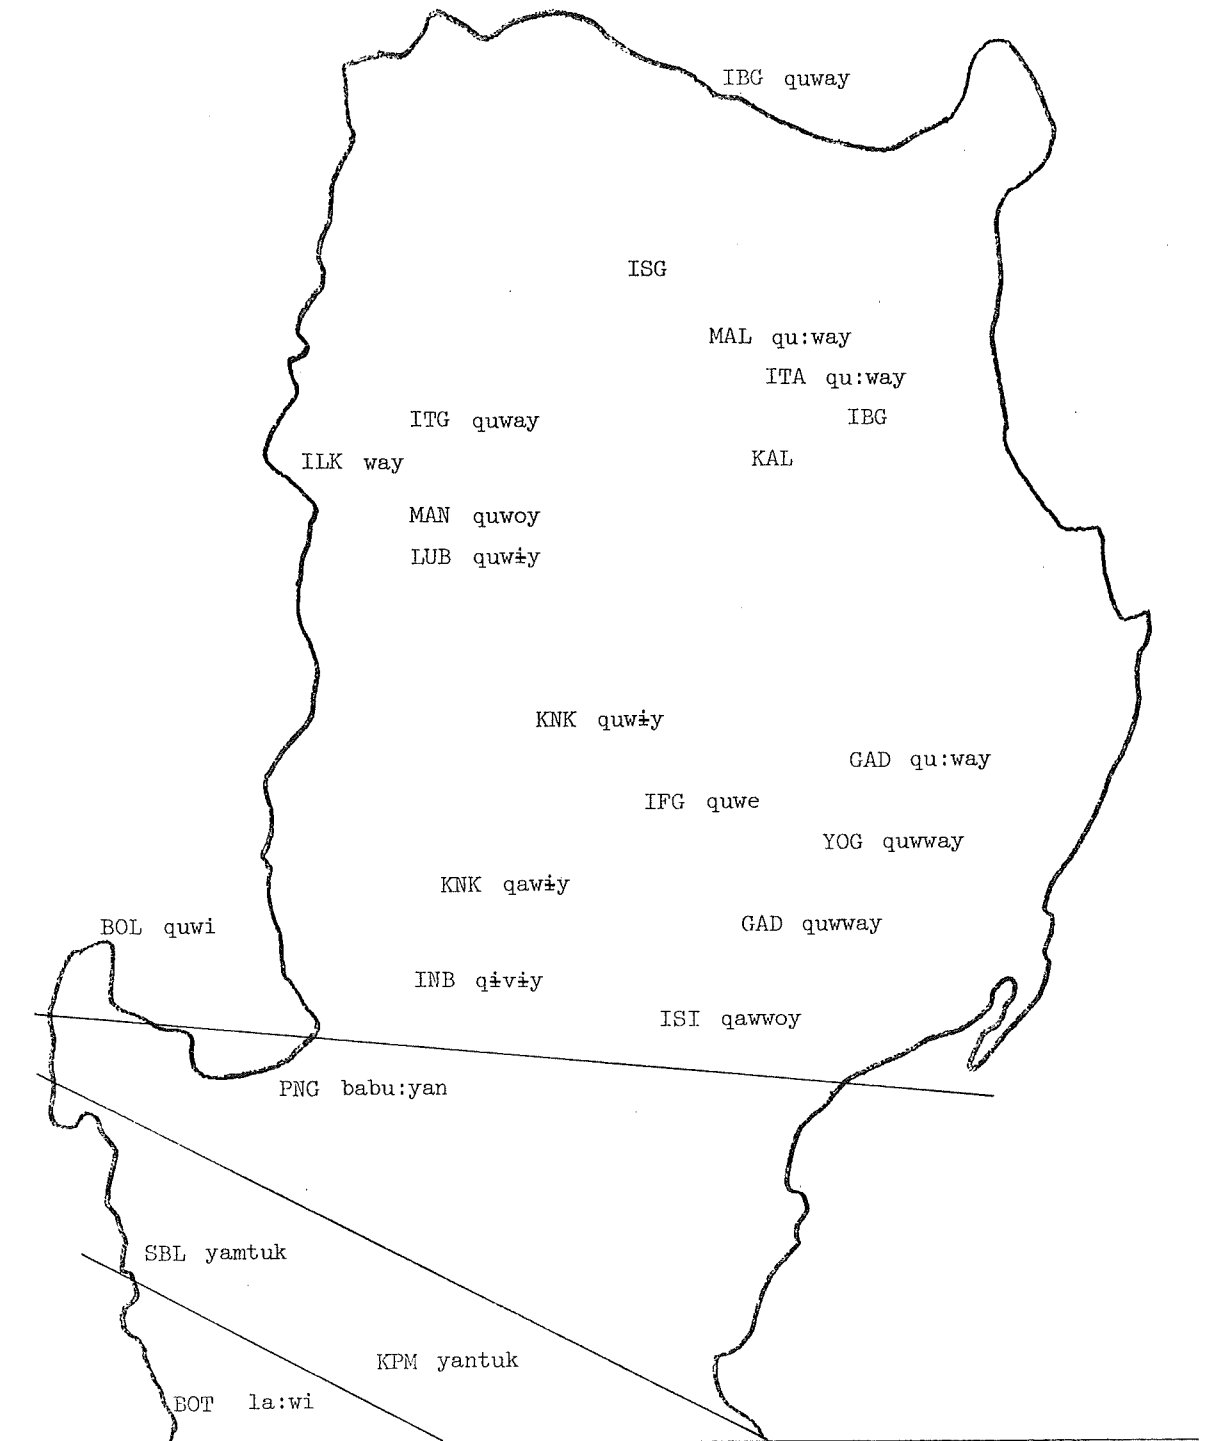 IBG quway
ISG
MAL qu:way
ITA qu:way
IBG
ITG quway
KAL
ILK way
MAN quwoy
LUB quwɨy
KNK quwɨy
GAD qu:way
IFG quwe
YOG quwway
KNK qawɨy
GAD quwway
BOL quwi
INB qɨvɨy
ISI qawwoy
PNG babu:yan
SBL yamtuk
KPM yantuk
BOT la:wi